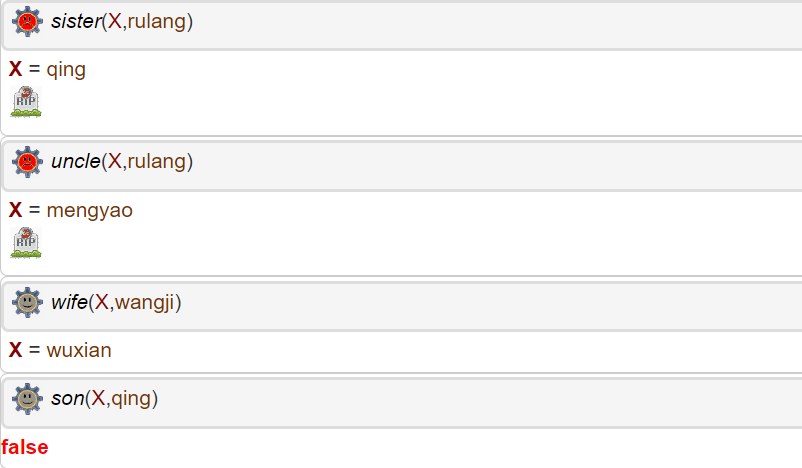 sister(X,rulang)
X = qing
RIP
uncle(X,rulang)
X = mengyao
RIP
wife(X,wangji)
X = wuxian
son(X,qing)
false